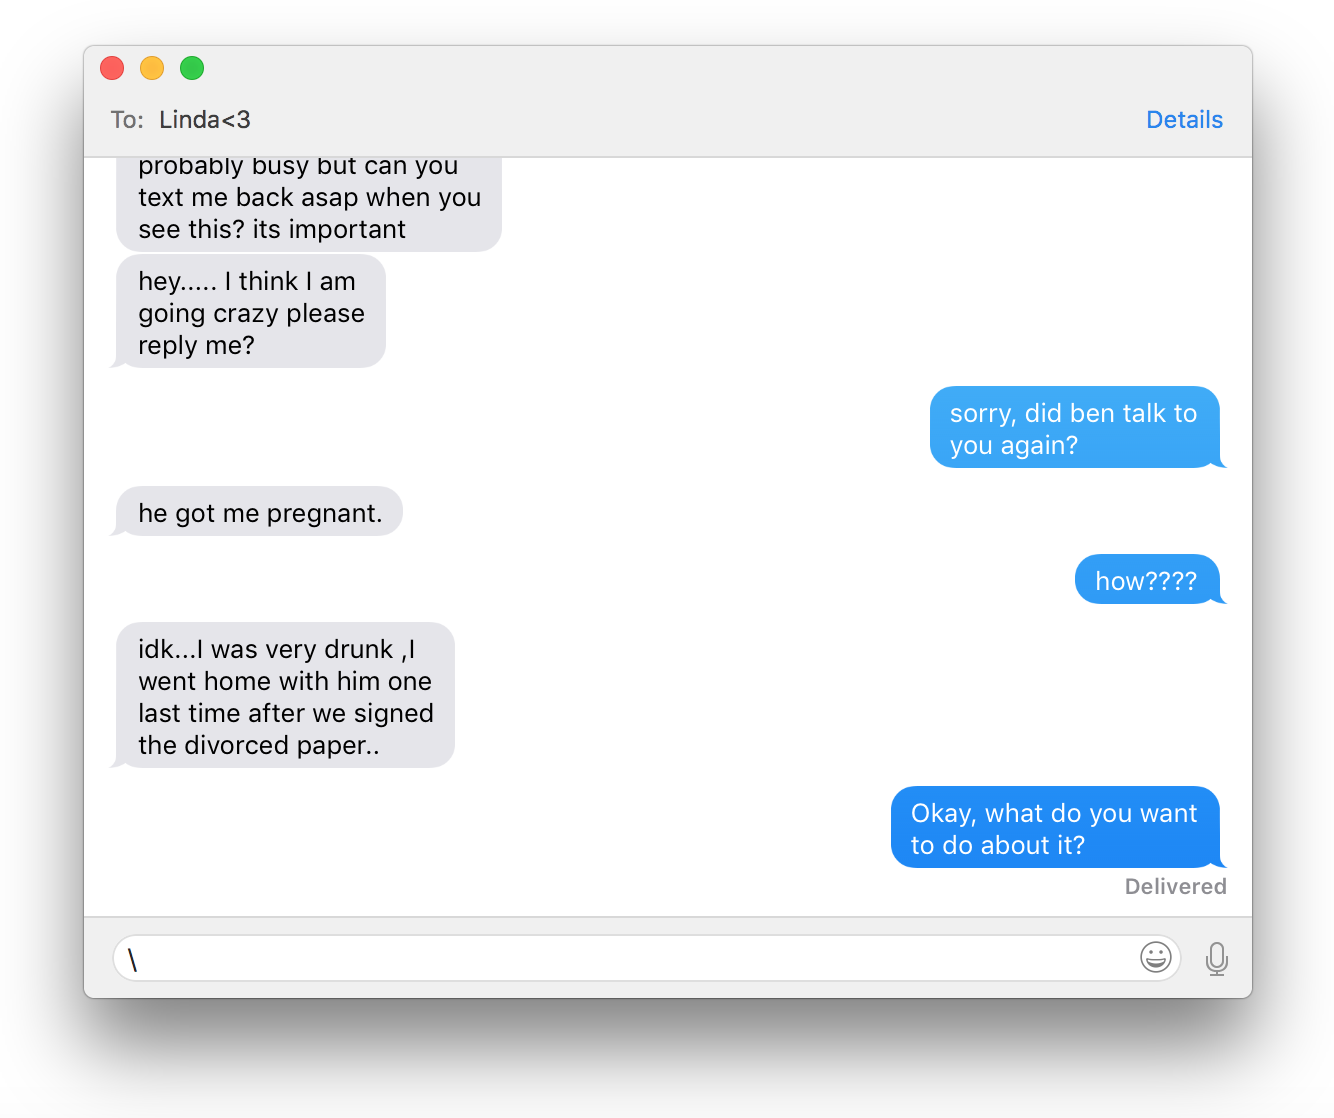 To: Linda<3
Details
probably busy but can you
text me back asap when you
see this? its important
hey..... I think I am
going crazy please
reply me?
sorry, did ben talk to
you again?
he got me pregnant.
how????
idk...I was very drunk ,I
went home with him one
last time after we signed
the divorced paper..
Okay, what do you want
to do about it?
Delivered
\